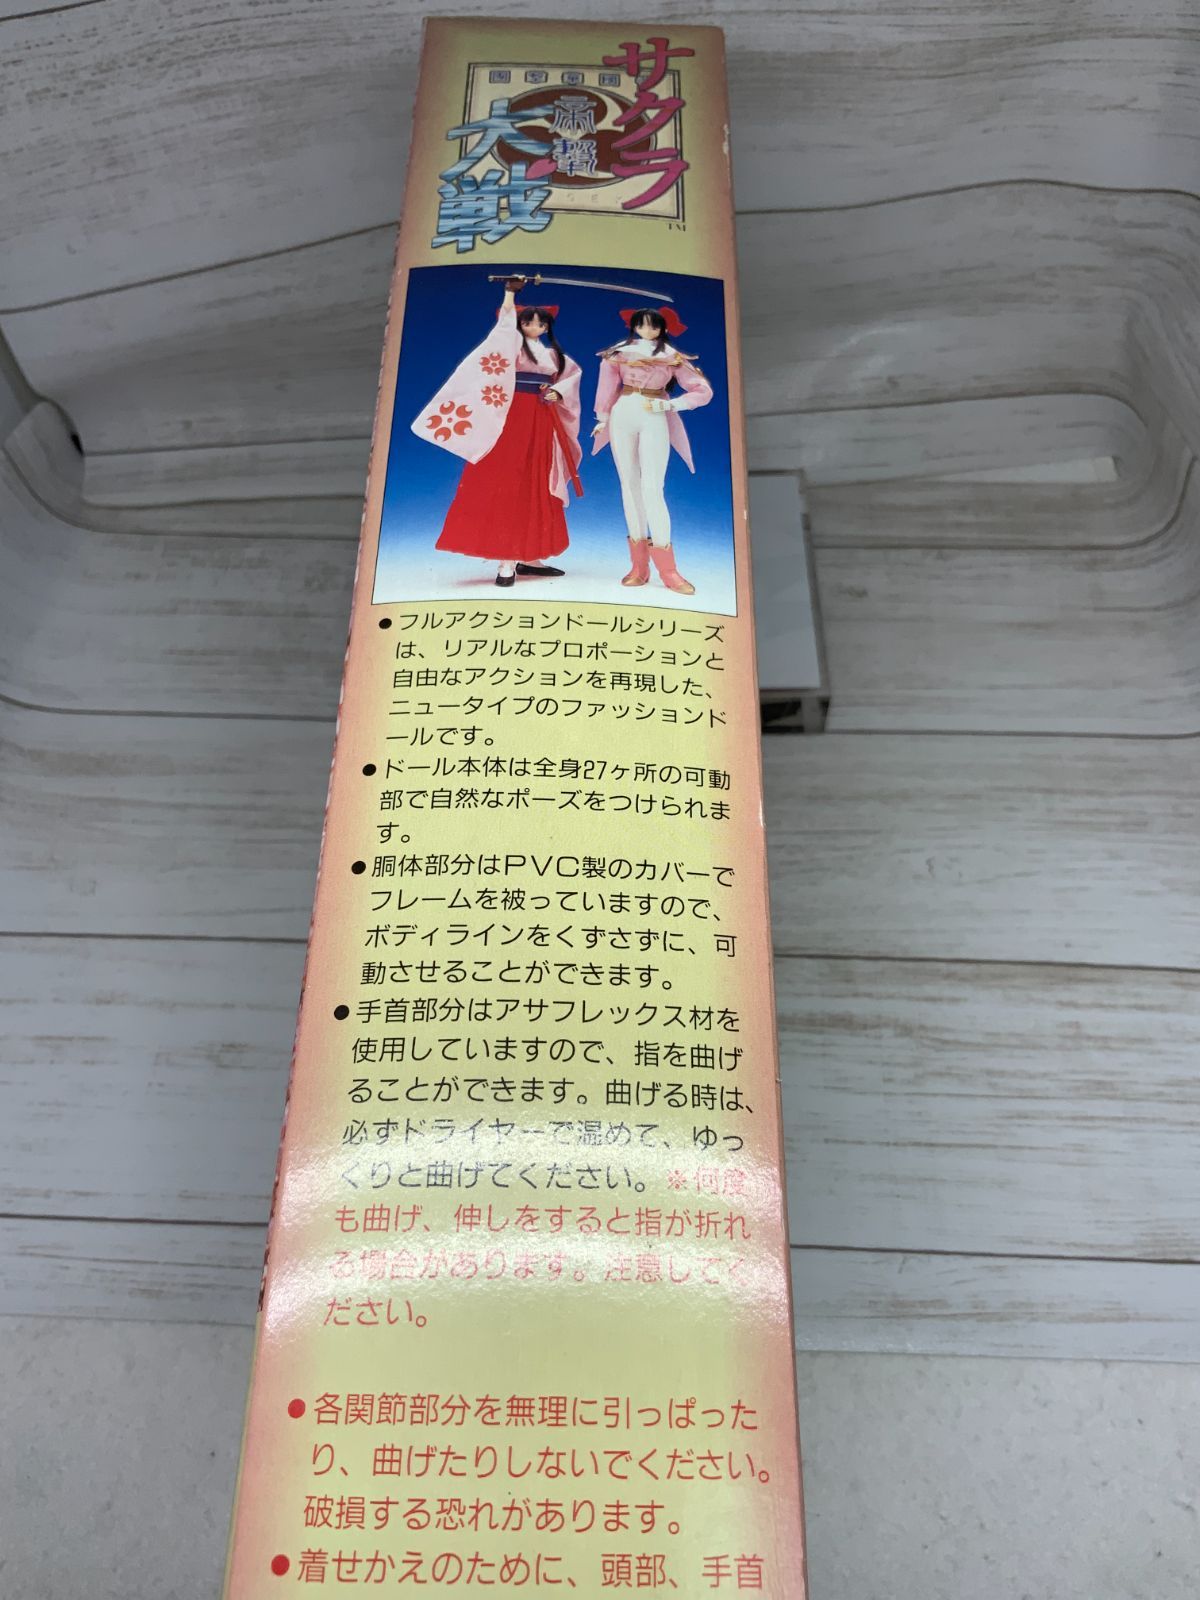 サクラ
大戦
TM
●フルアクションドールシリーズ
は、リアルなプロポーションと
自由なアクションを再現した、
ニュータイプのファッションド
ールです。
●ドール本体は全身27ヶ所の可動
部で自然なポーズをつけられま
す。
●胴体部分はPVC製のカバーで
フレームを被っていますので、
ボディラインをくずさずに、可
動させることができます。
●手首部分はアサフレックス材を
使用していますので、指を曲げ
ることができます。曲げる時は、
必ずドライヤーで温めて、ゆっ
くりと曲げてください。※何度
も曲げ、伸しをすると指が折れ
る場合があります。注意してく
ださい。
●各関節部分を無理に引っぱった
り、曲げたりしないでください。
破損する恐れがあります。
●着せかえのために、頭部、手首